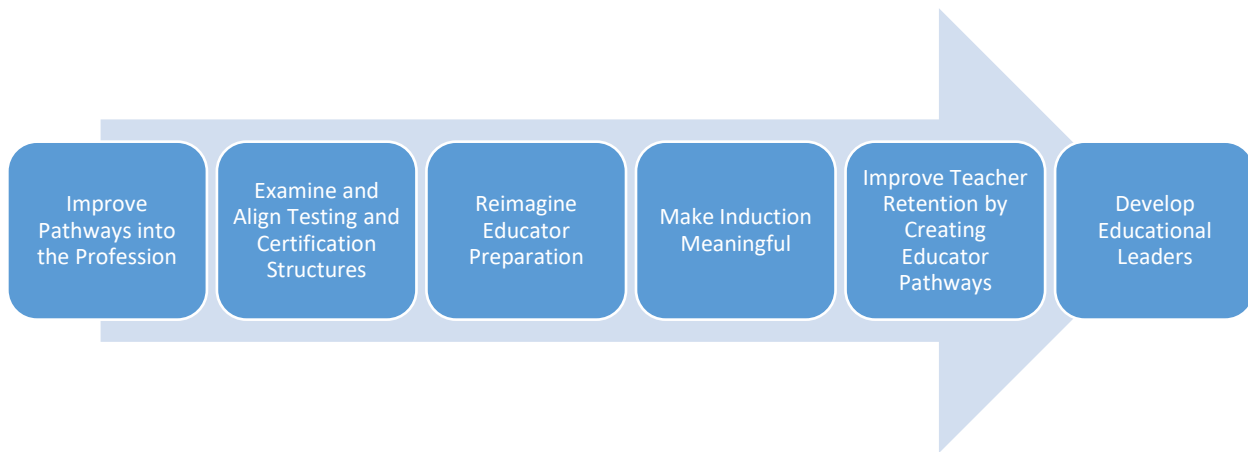 Improve
Pathways into
the Profession
Examine and
Align Testing and
Certification
Structures
Reimagine
Educator
Preparation
Make Induction
Meaningful
Improve Teacher
Retention by
Creating
Educator
Pathways
Develop
Educational
Leaders